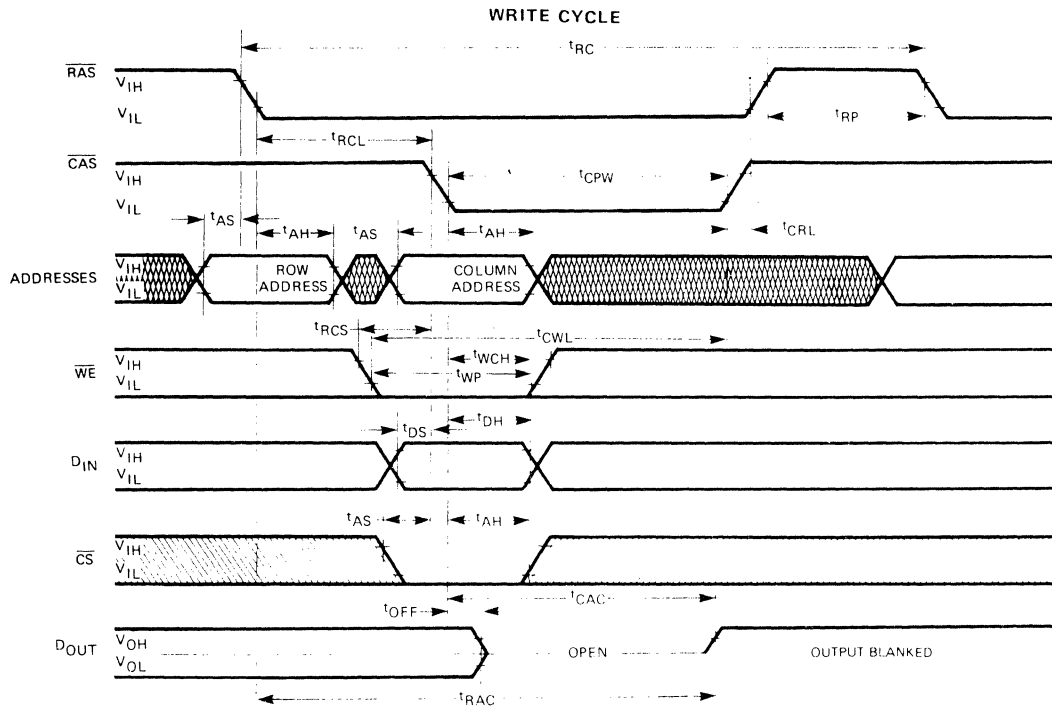 WRITE CYCLE
tRC
RAS
VIH
VIL
tRP
tRCL
CAS
VIH
VIL
tCPW
tAS
tAH
tAS
tAH
tCRL
ADDRESSES
VIH
VIL
ROW
ADDRESS
COLUMN
ADDRESS
tRCS
tCWL
WE
VIH
VIL
tWCH
tWP
tDS
tDH
DIN
VIH
VIL
tAS
tAH
CS
VIH
VIL
tCAC
tOFF
DOUT
VOH
VOL
OPEN
OUTPUT BLANKED
tRAC